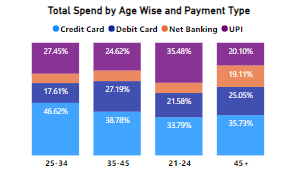 Total Spend by Age Wise and Payment Type
Credit Card Debit Card Net Banking UPI
27.45% 24.62% 35.48% 20.10%
19.11%
17.61% 27.19% 21.58% 25.05%
46.62% 38.78% 33.79% 35.73%
25-34 35-45 21-24 45+